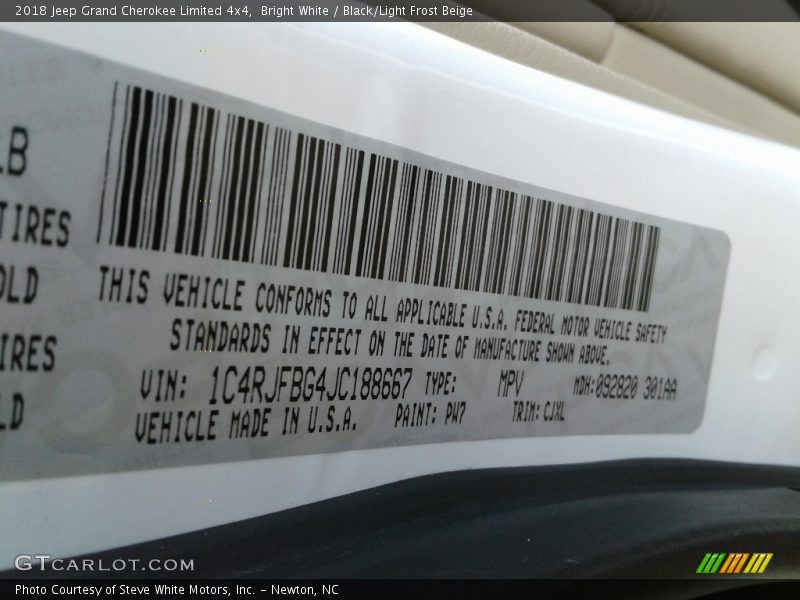 2018 Jeep Grand Cherokee Limited 4x4, Bright White / Black/Light Frost Beige
LB
TIRES
OLD
IRES
LD
THIS VEHICLE CONFORMS TO ALL APPLICABLE U.S.A. FEDERAL MOTOR VEHICLE SAFETY
STANDARDS IN EFFECT ON THE DATE OF MANUFACTURE SHOWN ABOVE.
VIN: 1C4RJFBG4JC188667 TYPE: MPV MDH:092820 301AA
VEHICLE MADE IN U.S.A. PAINT: PW7 TRIM: CJXL
GTCARLOT.COM
Photo Courtesy of Steve White Motors, Inc. – Newton, NC